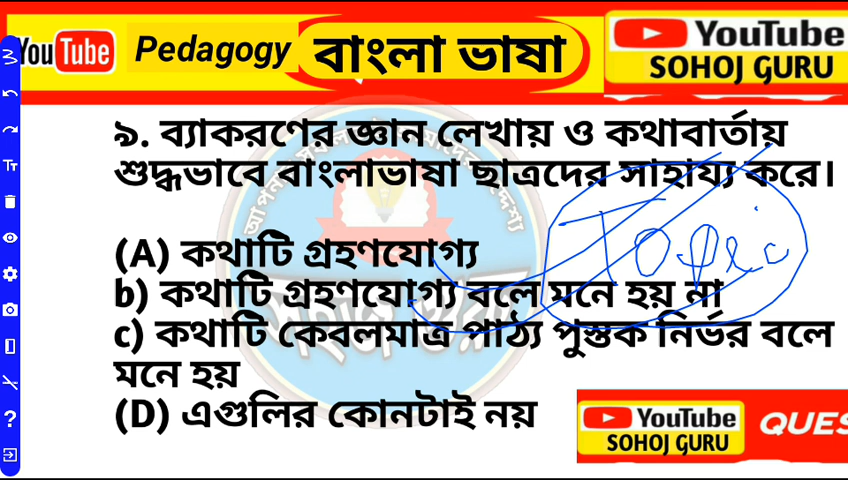 YouTube Pedagogy বাংলা ভাষা YouTube
SOHOJ GURU
৯. ব্যাকরণের জ্ঞান লেখায় ও কথাবার্তায়
শুদ্ধভাবে বাংলাভাষা ছাত্রদের সাহায্য করে।
(A) কথাটি গ্রহণযোগ্য
b) কথাটি গ্রহণযোগ্য বলে মনে হয় না
c) কথাটি কেবলমাত্র পাঠ্য পুস্তক নির্ভর বলে
মনে হয়
(D) এগুলির কোনটাই নয়
Topic
YouTube
SOHOJ GURU
QUES